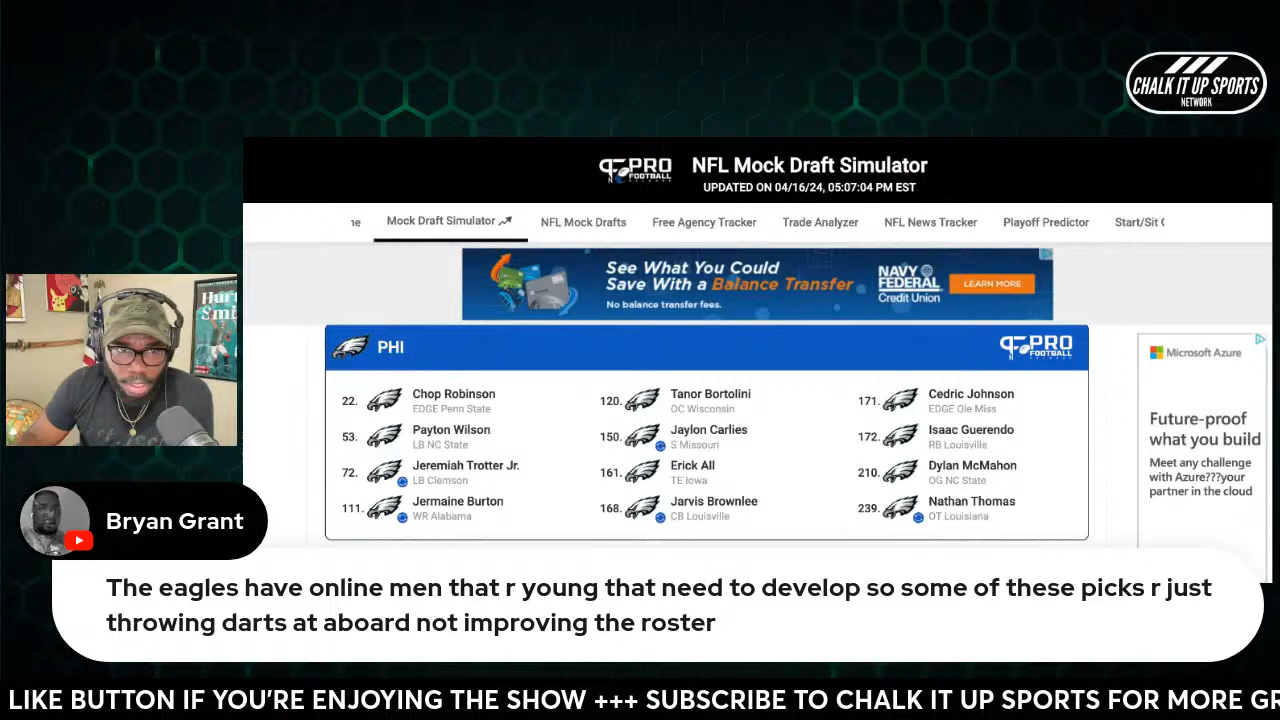 CHALK IT UP SPORTS
NETWORK
PRO
FOOTBALL
NETWORK
NFL Mock Draft Simulator
UPDATED ON 04/16/24, 05:07:04 PM EST
ne
Mock Draft Simulator
NFL Mock Drafts
Free Agency Tracker
Trade Analyzer
NFL News Tracker
Playoff Predictor
Start/Sit
See What You Could
Save With a Balance Transfer
No balance transfer fees.
NAVY
FEDERAL
Credit Union
LEARN MORE
PHI
PRO
FOOTBALL
NETWORK
22. Chop Robinson
EDGE Penn State
53. Payton Wilson
LB NC State
72. Jeremiah Trotter Jr.
LB Clemson
111. Jermaine Burton
WR Alabama
120. Tanor Bortolini
OC Wisconsin
150. Jaylon Carlies
S Missouri
161. Erick All
TE Iowa
168. Jarvis Brownlee
CB Louisville
171. Cedric Johnson
EDGE Ole Miss
172. Isaac Guerendo
RB Louisville
210. Dylan McMahon
OG NC State
239. Nathan Thomas
OT Louisiana
Microsoft Azure
Future-proof
what you build
Meet any challenge
with Azure???your
partner in the cloud
Hur
Smi
Bryan Grant
The eagles have online men that r young that need to develop so some of these picks r just
throwing darts at aboard not improving the roster
LIKE BUTTON IF YOU'RE ENJOYING THE SHOW +++ SUBSCRIBE TO CHALK IT UP SPORTS FOR MORE GR